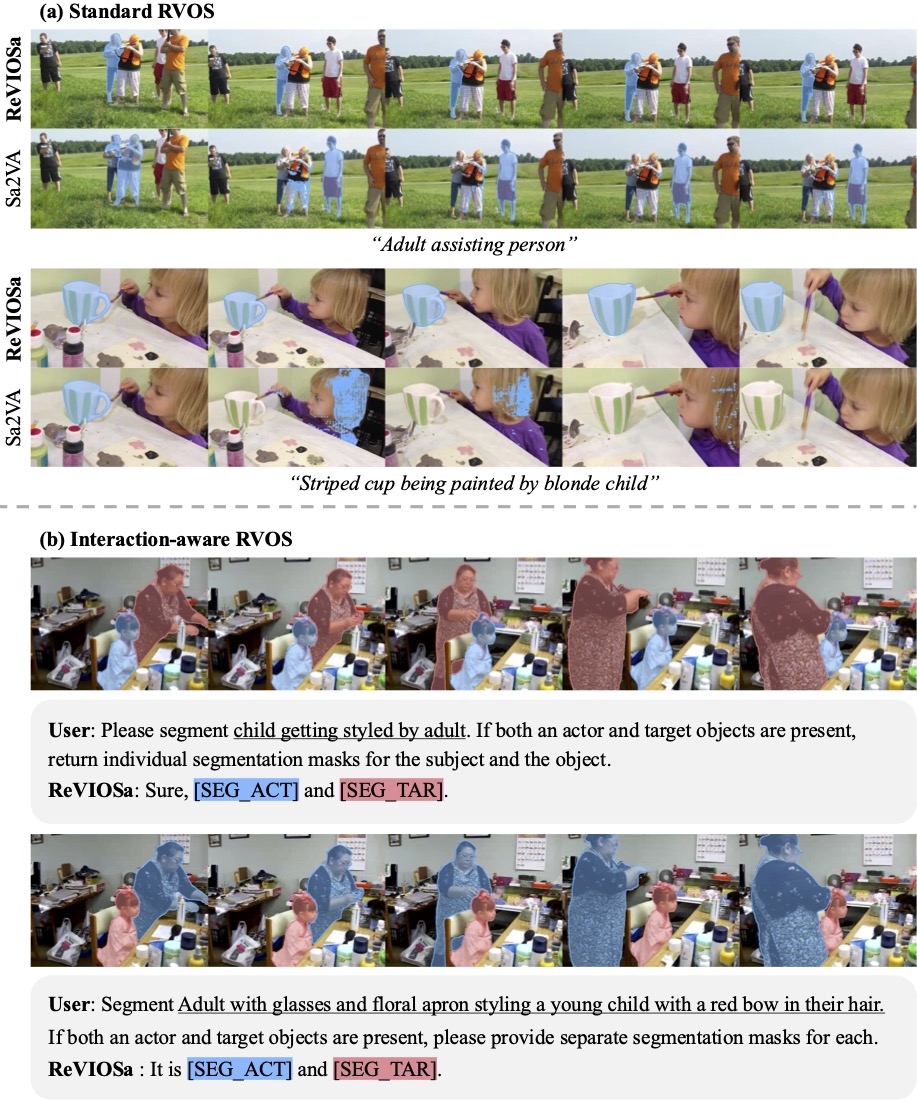 (a) Standard RVOS
ReVIOSa
Sa2VA
“Adult assisting person”
ReVIOSa
Sa2VA
“Striped cup being painted by blonde child”
(b) Interaction-aware RVOS
User: Please segment child getting styled by adult. If both an actor and target objects are present,
return individual segmentation masks for the subject and the object.
ReVIOSa: Sure, [SEG_ACT] and [SEG_TAR].
User: Segment Adult with glasses and floral apron styling a young child with a red bow in their hair.
If both an actor and target objects are present, please provide separate segmentation masks for each.
ReVIOSa : It is [SEG_ACT] and [SEG_TAR].